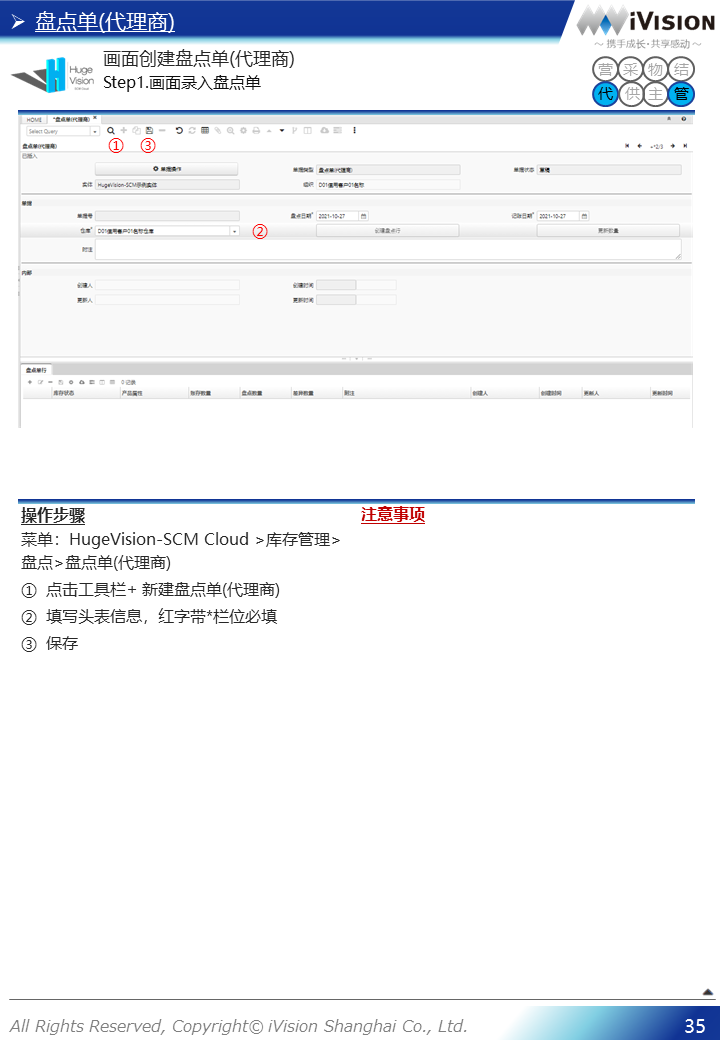 ➢ 盘点单(代理商)
iVision
～ 携手成长·共享感动 ～
Huge
Vision
画面创建盘点单(代理商)
Step1.画面录入盘点单
营 采 物 结
代 供 主 管
HOME *盘点单(代理商)
Select Query
① ③
盘点单(代理商) +*2/3
已插入
单据操作 单据类型 盘点单(代理商) 单据状态 草稿
实体 HugeVision-SCM示例实体 组织 D01信用客户01名称
单据
单据号 盘点日期* 2021-10-27 记账日期* 2021-10-27
仓库* D01信用客户01名称仓库 ② 创建盘点行 更新数量
附注
内部
创建人 创建时间
更新人 更新时间
盘点单行
0 记录
库存状态 产品属性 账存数量 盘点数量 差异数量 附注 创建人 创建时间 更新人 更新时间
操作步骤
菜单：HugeVision-SCM Cloud >库存管理>
盘点>盘点单(代理商)
① 点击工具栏+ 新建盘点单(代理商)
② 填写头表信息，红字带*栏位必填
③ 保存
注意事项
All Rights Reserved, Copyright© iVision Shanghai Co., Ltd.
35